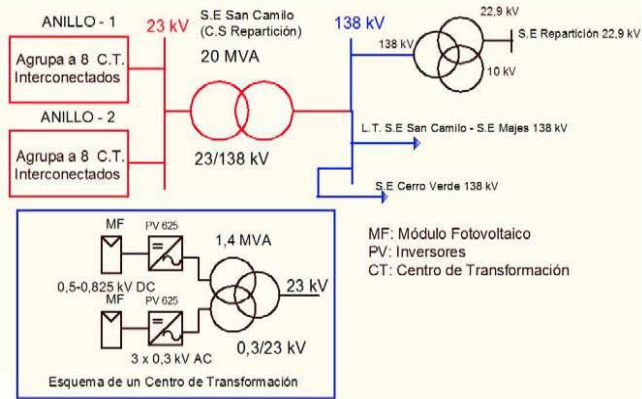 ANILLO - 1
Agrupa a 8 C.T.
Interconectados
ANILLO - 2
Agrupa a 8 C.T.
Interconectados
23 kV
S.E San Camilo
(C.S Repartición)
20 MVA
23/138 kV
138 kV
138 kV
22,9 kV
S.E Repartición 22,9 kV
10 kV
L.T. S.E San Camilo - S.E Majes 138 kV
S.E Cerro Verde 138 kV
MF
PV 625
1,4 MVA
0,5-0,825 kV DC
MF
PV 625
23 kV
3 x 0,3 kV AC
0,3/23 kV
Esquema de un Centro de Transformación
MF: Módulo Fotovoltaico
PV: Inversores
CT: Centro de Transformación